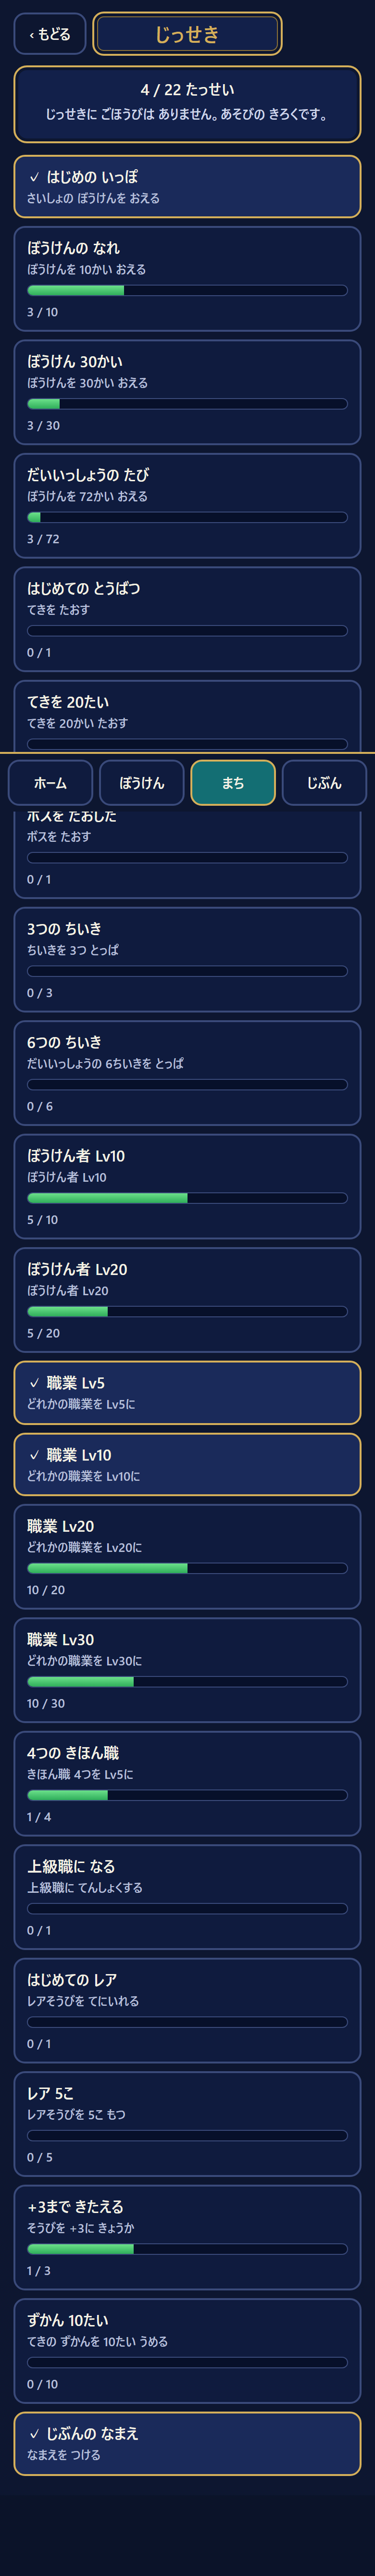 ‹ もどる
じっせき
4 / 22 たっせい
じっせきに ごほうびは ありません。あそびの きろくです。
✓ はじめの いっぽ
さいしょの ぼうけんを おえる
ぼうけんの なれ
ぼうけんを 10かい おえる
3 / 10
ぼうけん 30かい
ぼうけんを 30かい おえる
3 / 30
だいいっしょうの たび
ぼうけんを 72かい おえる
3 / 72
はじめての とうばつ
てきを たおす
0 / 1
てきを 20たい
てきを 20かい たおす
ホーム
ぼうけん
まち
じぶん
ボスを たおした
ボスを たおす
0 / 1
3つの ちいき
ちいきを 3つ とっぱ
0 / 3
6つの ちいき
だいいっしょうの 6ちいきを とっぱ
0 / 6
ぼうけん者 Lv10
ぼうけん者 Lv10
5 / 10
ぼうけん者 Lv20
ぼうけん者 Lv20
5 / 20
✓ 職業 Lv5
どれかの職業を Lv5に
✓ 職業 Lv10
どれかの職業を Lv10に
職業 Lv20
どれかの職業を Lv20に
10 / 20
職業 Lv30
どれかの職業を Lv30に
10 / 30
4つの きほん職
きほん職 4つを Lv5に
1 / 4
上級職に なる
上級職に てんしょくする
0 / 1
はじめての レア
レアそうびを てにいれる
0 / 1
レア 5こ
レアそうびを 5こ もつ
0 / 5
+3まで きたえる
そうびを +3に きょうか
1 / 3
ずかん 10たい
てきの ずかんを 10たい うめる
0 / 10
✓ じぶんの なまえ
なまえを つける